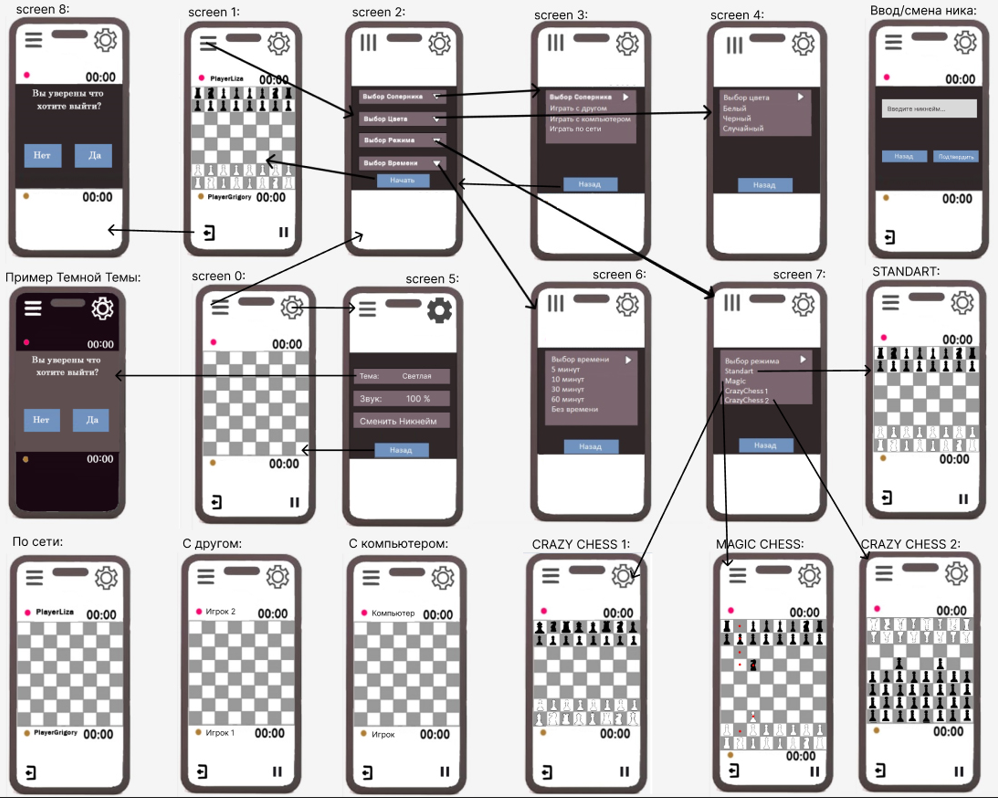 screen 8:
screen 1:
screen 2:
screen 3:
screen 4:
Ввод/смена ника:
00:00
Вы уверены что
хотите выйти?
Нет
Да
00:00
PlayerLiza
00:00
PlayerGrigory
00:00
Выбор Соперника
Выбор Цвета
Выбор Режима
Выбор Времени
Начать
Выбор Соперника
Играть с другом
Играть с компьютером
Играть по сети
Назад
Выбор цвета
Белый
Черный
Случайный
Назад
00:00
Введите никнейм...
Назад
Подтвердить
00:00
Пример Темной Темы:
screen 0:
screen 5:
screen 6:
screen 7:
STANDART:
00:00
Вы уверены что
хотите выйти?
Нет
Да
00:00
00:00
00:00
Тема: Светлая
Звук: 100 %
Сменить Никнейм
Назад
Выбор времени
5 минут
10 минут
30 минут
60 минут
Без времени
Назад
Выбор режима
Standart
Magic
CrazyChess 1
CrazyChess 2
Назад
00:00
00:00
По сети:
С другом:
С компьютером:
CRAZY CHESS 1:
MAGIC CHESS:
CRAZY CHESS 2:
PlayerLiza
00:00
PlayerGrigory
00:00
Игрок 2
00:00
Игрок 1
00:00
Компьютер
00:00
Игрок
00:00
00:00
00:00
00:00
00:00
00:00
00:00